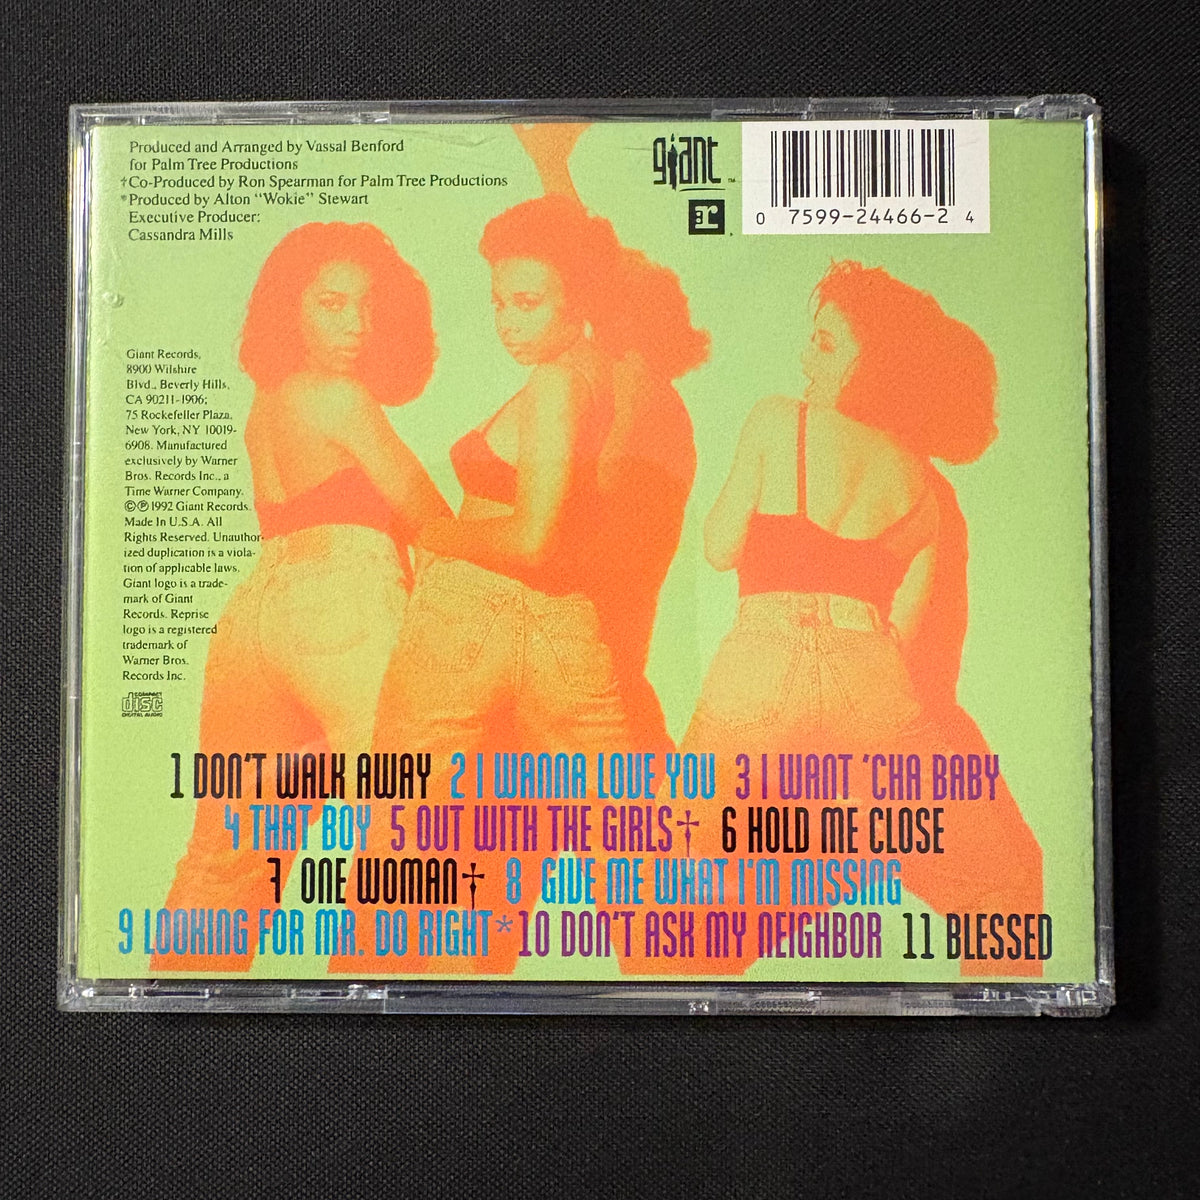 Produced and Arranged by Vassal Benford
for Palm Tree Productions
†Co-Produced by Ron Spearman for Palm Tree Productions
*Produced by Alton "Wokie" Stewart
Executive Producer:
Cassandra Mills
giant™
r
0 7599-24466-2 4
Giant Records,
8900 Wilshire
Blvd., Beverly Hills,
CA 90211-1906;
75 Rockefeller Plaza,
New York, NY 10019-
6908. Manufactured
exclusively by Warner
Bros. Records Inc., a
Time Warner Company.
©℗ 1992 Giant Records.
Made In U.S.A. All
Rights Reserved. Unauthor-
ized duplication is a viola-
tion of applicable laws.
Giant logo is a trade-
mark of Giant
Records. Reprise
logo is a registered
trademark of
Warner Bros.
Records Inc.
COMPACT
disc
DIGITAL AUDIO
1 DON'T WALK AWAY 2 I WANNA LOVE YOU 3 I WANT 'CHA BABY
4 THAT BOY 5 OUT WITH THE GIRLS† 6 HOLD ME CLOSE
7 ONE WOMAN† 8 GIVE ME WHAT I'M MISSING
9 LOOKING FOR MR. DO RIGHT* 10 DON'T ASK MY NEIGHBOR 11 BLESSED